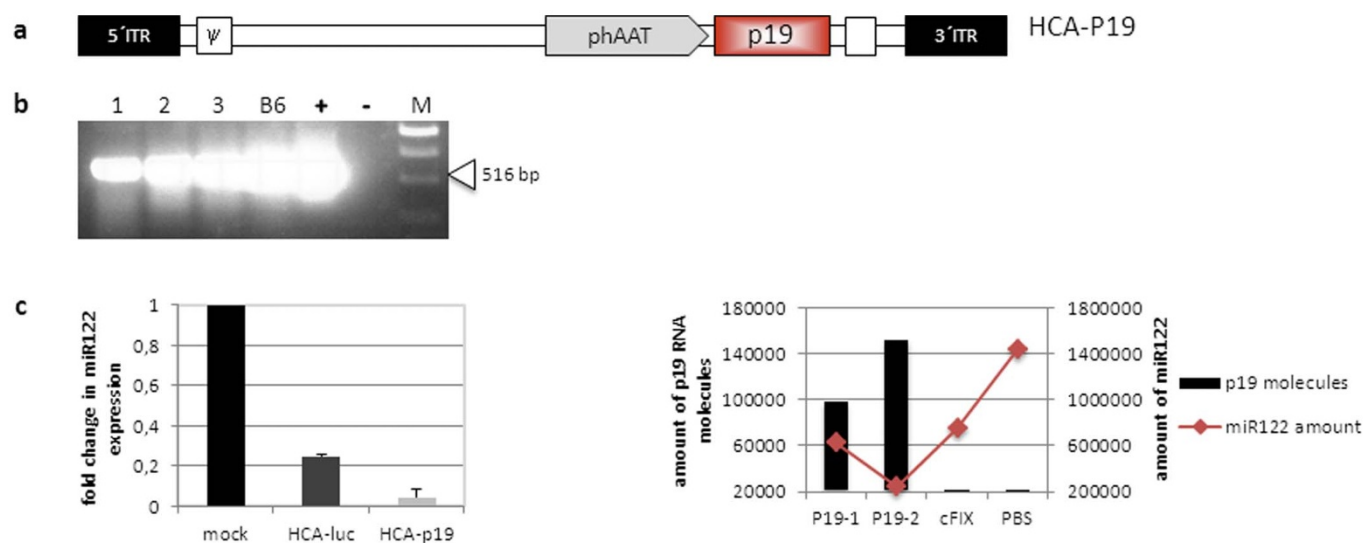 a
5´ITR ψ phAAT p19 3´ITR HCA-P19
b
1 2 3 B6 + - M
516 bp
c
fold change in miR122
expression
1
0,8
0,6
0,4
0,2
0
mock HCA-luc HCA-p19
amount of p19 RNA
molecules
180000
140000
100000
60000
20000
1800000
1400000
1000000
600000
200000
amount of miR122
P19-1 P19-2 cFIX PBS
p19 molecules
miR122 amount